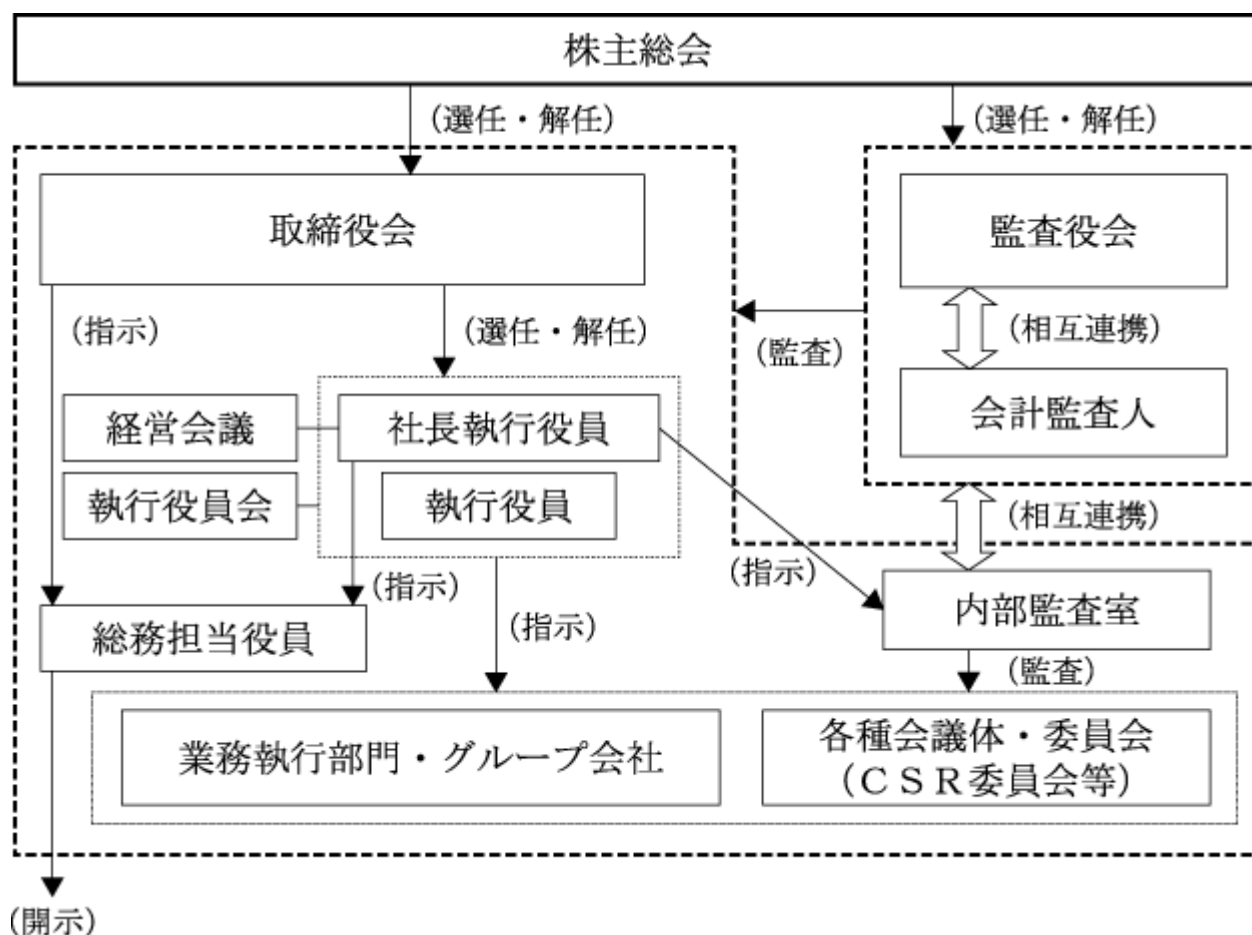 株主総会
(選任・解任)
(選任・解任)
取締役会
監査役会
(指示)
(選任・解任)
(監査)
(相互連携)
経営会議
社長執行役員
会計監査人
執行役員会
執行役員
(相互連携)
(指示)
(指示)
(指示)
総務担当役員
内部監査室
(監査)
業務執行部門・グループ会社
各種会議体・委員会
(ＣＳＲ委員会等)
(開示)